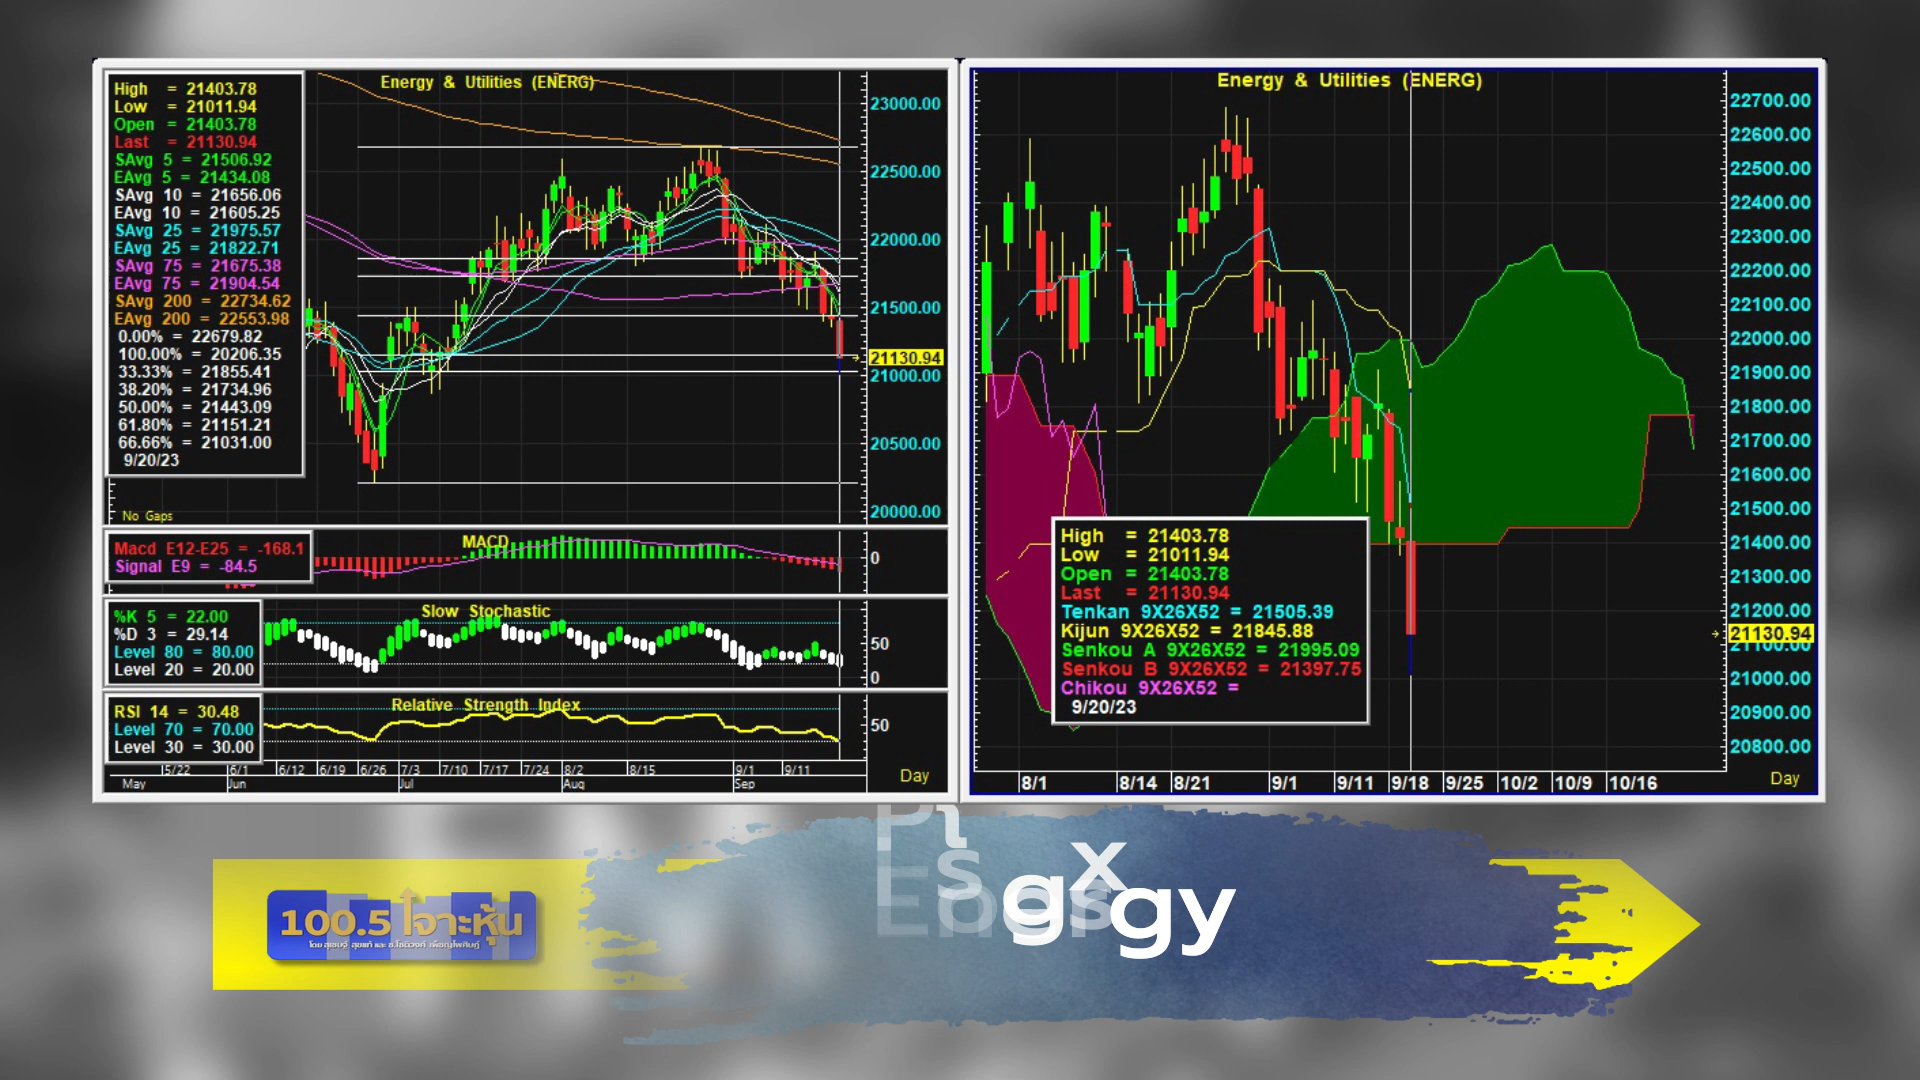 Energy & Utilities (ENERG)
High = 21403.78
Low = 21011.94
Open = 21403.78
Last = 21130.94
SAvg 5 = 21506.92
EAvg 5 = 21434.08
SAvg 10 = 21656.06
EAvg 10 = 21605.25
SAvg 25 = 21975.57
EAvg 25 = 21822.71
SAvg 75 = 21675.38
EAvg 75 = 21904.54
SAvg 200 = 22734.62
EAvg 200 = 22553.98
0.00% = 22679.82
100.00% = 20206.35
33.33% = 21855.41
38.20% = 21734.96
50.00% = 21443.09
61.80% = 21151.21
66.66% = 21031.00
9/20/23
No Gaps
23000.00
22500.00
22000.00
21500.00
21130.94
21000.00
20500.00
20000.00
MACD
Macd E12-E25 = -168.1
Signal E9 = -84.5
0
Slow Stochastic
%K 5 = 22.00
%D 3 = 29.14
Level 80 = 80.00
Level 20 = 20.00
50
0
Relative Strength Index
RSI 14 = 30.48
Level 70 = 70.00
Level 30 = 30.00
50
5/22 6/1 6/12 6/19 6/26 7/3 7/10 7/17 7/24 8/2 8/15 9/1 9/11
May Jun Jul Aug Sep
Day
Energy & Utilities (ENERG)
22700.00
22600.00
22500.00
22400.00
22300.00
22200.00
22100.00
22000.00
21900.00
21800.00
21700.00
21600.00
21500.00
21400.00
21300.00
21200.00
21130.94
21100.00
21000.00
20900.00
20800.00
High = 21403.78
Low = 21011.94
Open = 21403.78
Last = 21130.94
Tenkan 9X26X52 = 21505.39
Kijun 9X26X52 = 21845.88
Senkou A 9X26X52 = 21995.09
Senkou B 9X26X52 = 21397.75
Chikou 9X26X52 =
9/20/23
8/1 8/14 8/21 9/1 9/11 9/18 9/25 10/2 10/9 10/16
Day
100.5 เจาะหุ้น